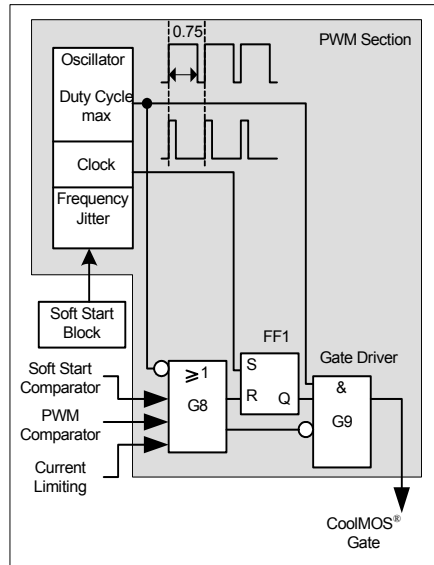 0.75
PWM Section
Oscillator
Duty Cycle
max
Clock
Frequency
Jitter
Soft Start
Block
FF1
Gate Driver
Soft Start
Comparator
PWM
Comparator
Current
Limiting
≥1
G8
S
R
Q
&
G9
CoolMOS®
Gate